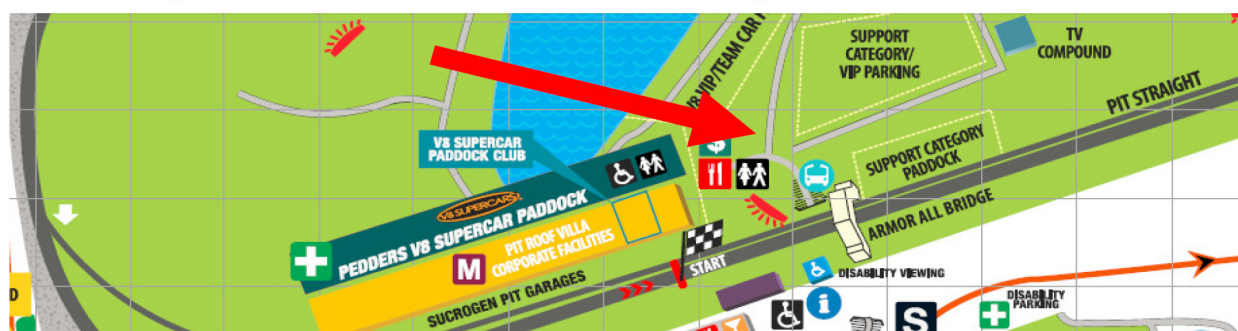 SUPPORT
CATEGORY/
VIP PARKING
TV
COMPOUND
V8 VIP/TEAM CAR
PIT STRAIGHT
V8 SUPERCAR
PADDOCK CLUB
SUPPORT CATEGORY
PADDOCK
V8 SUPERCARS
PEDDERS V8 SUPERCAR PADDOCK
ARMOR ALL BRIDGE
PIT ROOF VILLA
CORPORATE FACILITIES
M
START
SUCROGEN PIT GARAGES
DISABILITY VIEWING
D
i
S
DISABILITY
PARKING